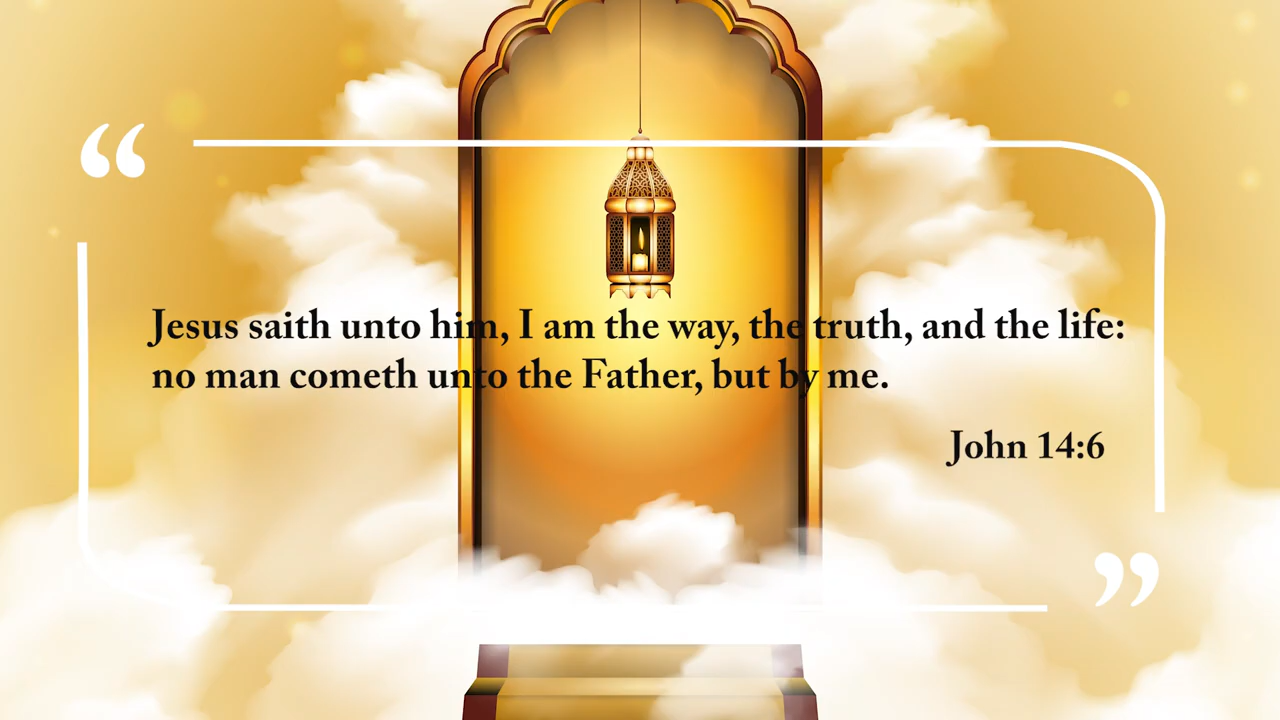 “
Jesus saith unto him, I am the way, the truth, and the life:
no man cometh unto the Father, but by me.
John 14:6
”